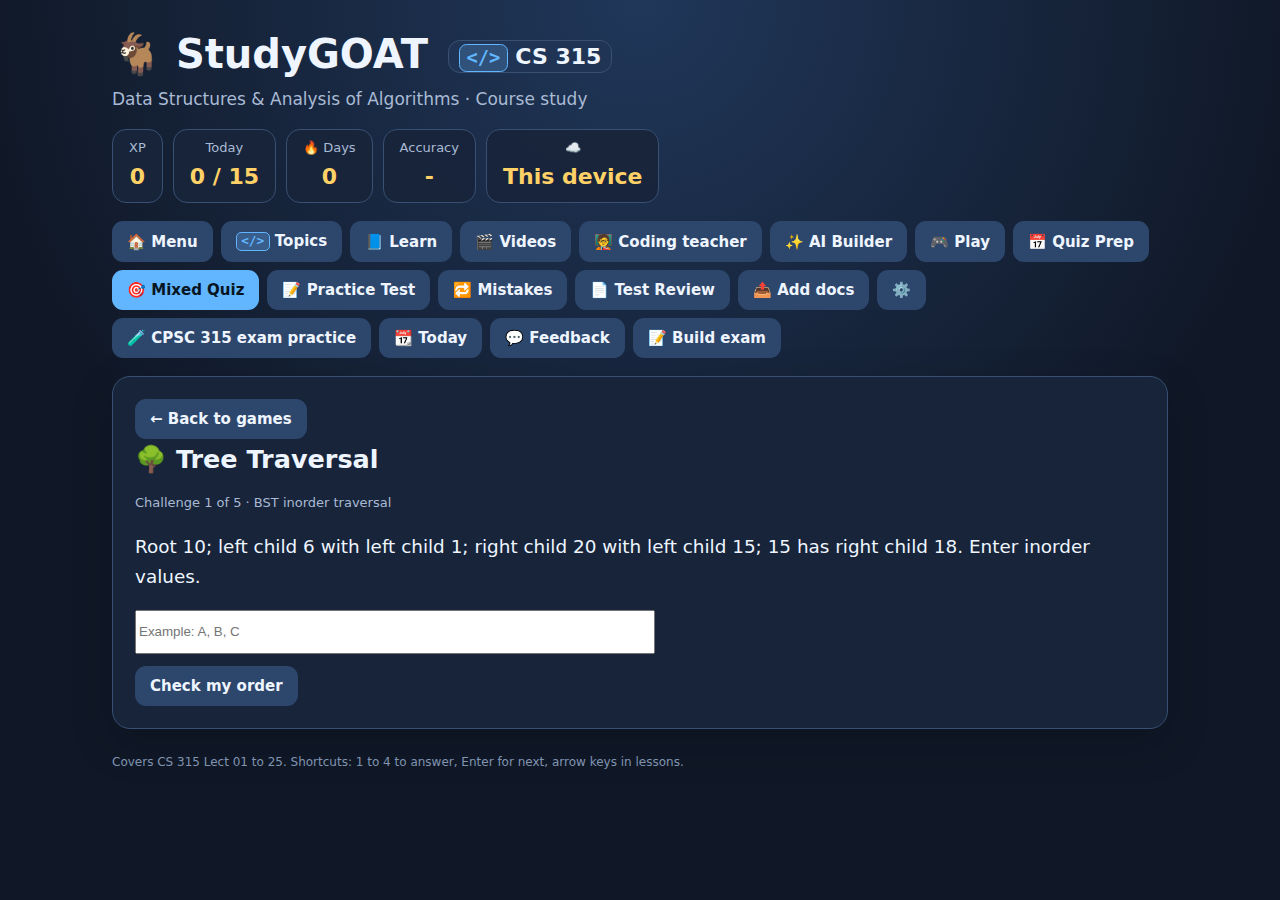 StudyGOAT </> CS 315
Data Structures & Analysis of Algorithms · Course study
XP
0
Today
0 / 15
🔥 Days
0
Accuracy
-
☁️
This device
🏠 Menu
</> Topics
📘 Learn
🎬 Videos
🧑‍🏫 Coding teacher
✨ AI Builder
🎮 Play
📅 Quiz Prep
🎯 Mixed Quiz
📝 Practice Test
🔁 Mistakes
📄 Test Review
📤 Add docs
⚙️
🧪 CPSC 315 exam practice
📆 Today
💬 Feedback
📝 Build exam
← Back to games
🌳 Tree Traversal
Challenge 1 of 5 · BST inorder traversal
Root 10; left child 6 with left child 1; right child 20 with left child 15; 15 has right child 18. Enter inorder
values.
Example: A, B, C
Check my order
Covers CS 315 Lect 01 to 25. Shortcuts: 1 to 4 to answer, Enter for next, arrow keys in lessons.